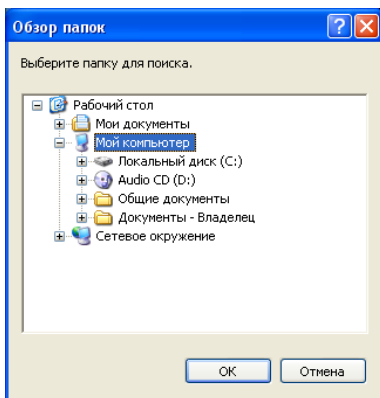 Обзор папок
Выберите папку для поиска.
Рабочий стол
Мои документы
Мой компьютер
Локальный диск (C:)
Audio CD (D:)
Общие документы
Документы - Владелец
Сетевое окружение
ОК Отмена